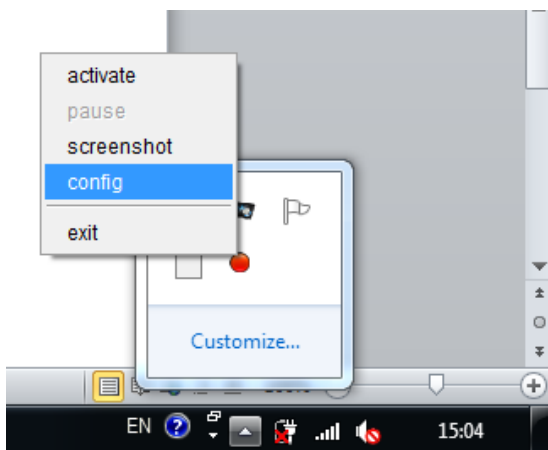 activate
pause
screenshot
config
exit
Customize...
EN
15:04